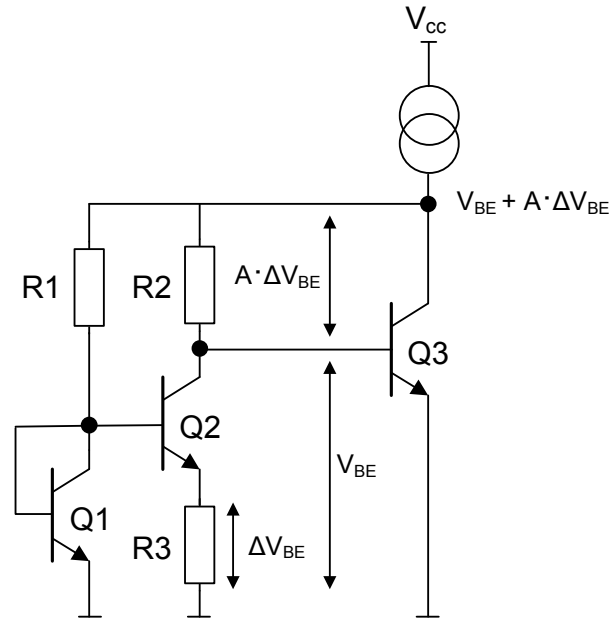 Vcc
VBE + A·ΔVBE
R1
R2
A·ΔVBE
Q3
Q2
VBE
Q1
R3
ΔVBE